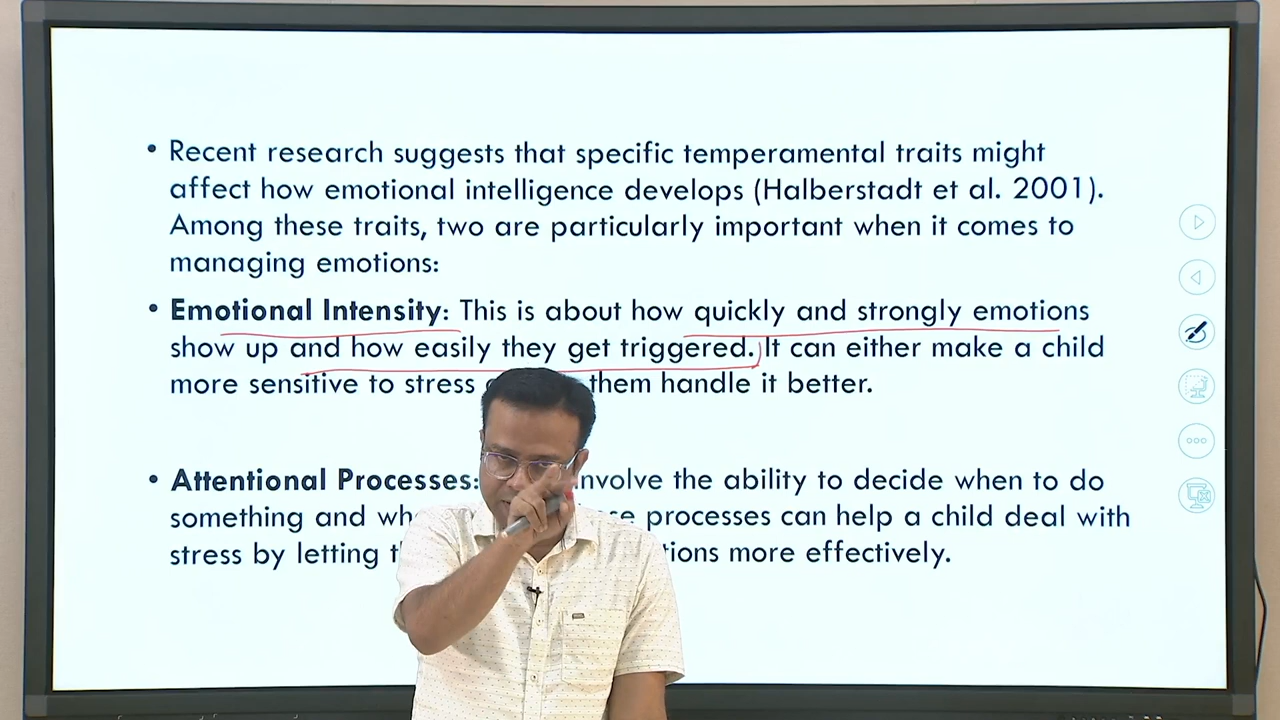 • Recent research suggests that specific temperamental traits might
affect how emotional intelligence develops (Halberstadt et al. 2001).
Among these traits, two are particularly important when it comes to
managing emotions:
• Emotional Intensity: This is about how quickly and strongly emotions
show up and how easily they get triggered. It can either make a child
more sensitive to stress them handle it better.
• Attentional Processes: involve the ability to decide when to do
something and processes can help a child deal with
stress by letting more effectively.